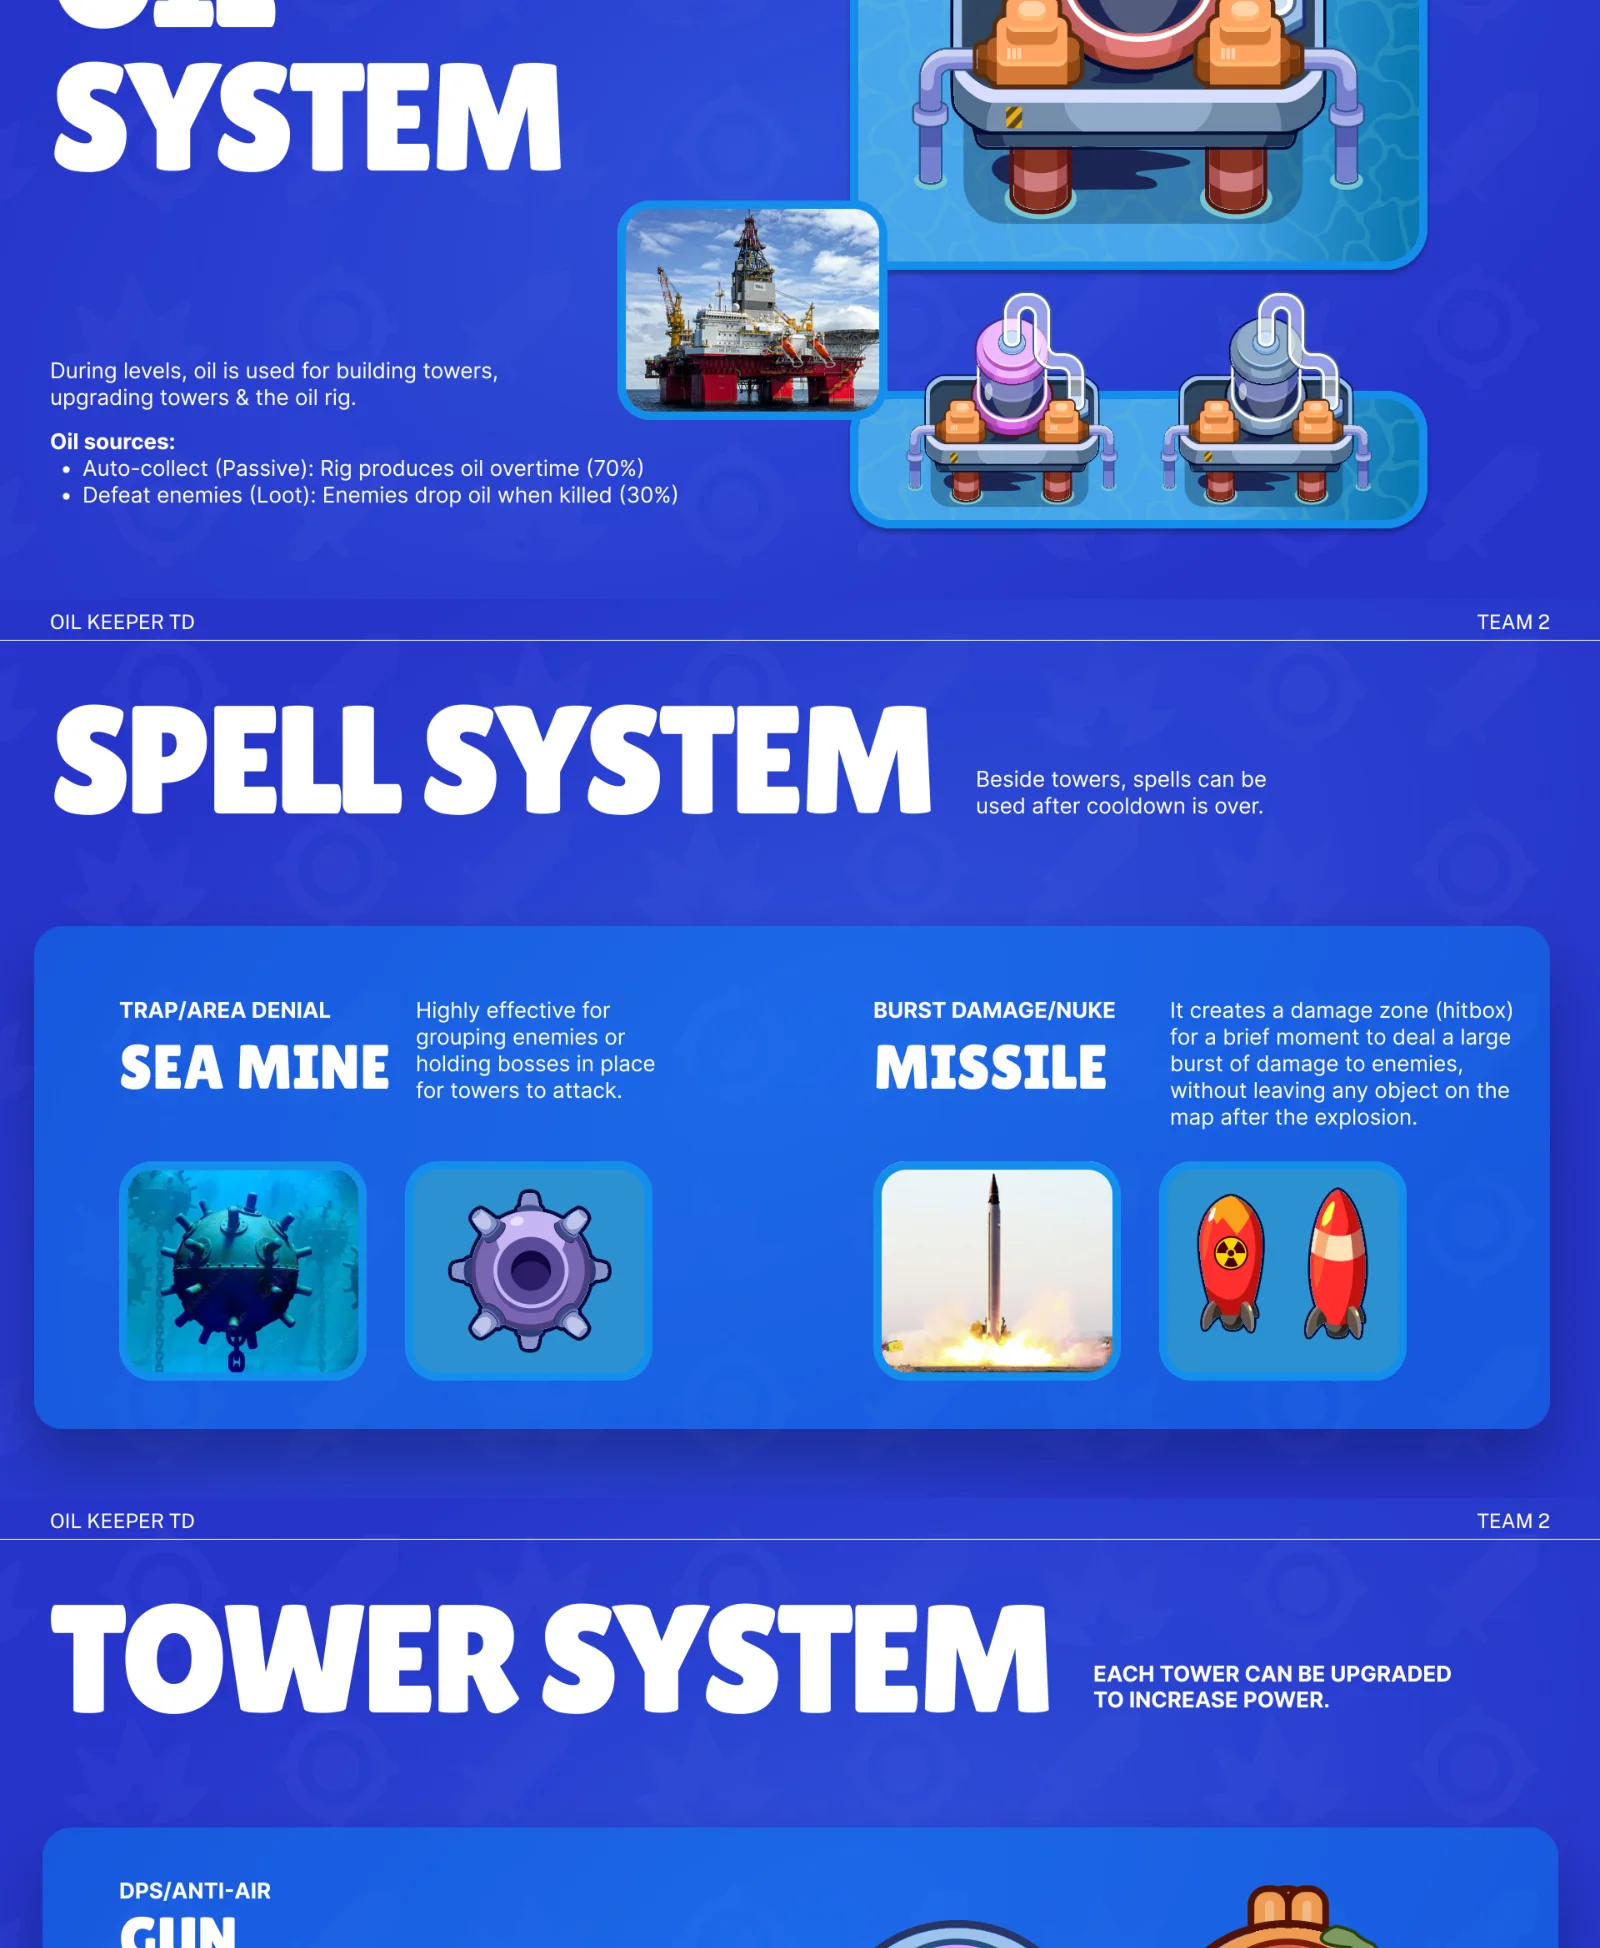 OIL
SYSTEM
During levels, oil is used for building towers,
upgrading towers & the oil rig.
Oil sources:
• Auto-collect (Passive): Rig produces oil overtime (70%)
• Defeat enemies (Loot): Enemies drop oil when killed (30%)
OIL KEEPER TD
TEAM 2
SPELL SYSTEM
Beside towers, spells can be
used after cooldown is over.
TRAP/AREA DENIAL
SEA MINE
Highly effective for
grouping enemies or
holding bosses in place
for towers to attack.
BURST DAMAGE/NUKE
MISSILE
It creates a damage zone (hitbox)
for a brief moment to deal a large
burst of damage to enemies,
without leaving any object on the
map after the explosion.
OIL KEEPER TD
TEAM 2
TOWER SYSTEM
EACH TOWER CAN BE UPGRADED
TO INCREASE POWER.
DPS/ANTI-AIR
GUN